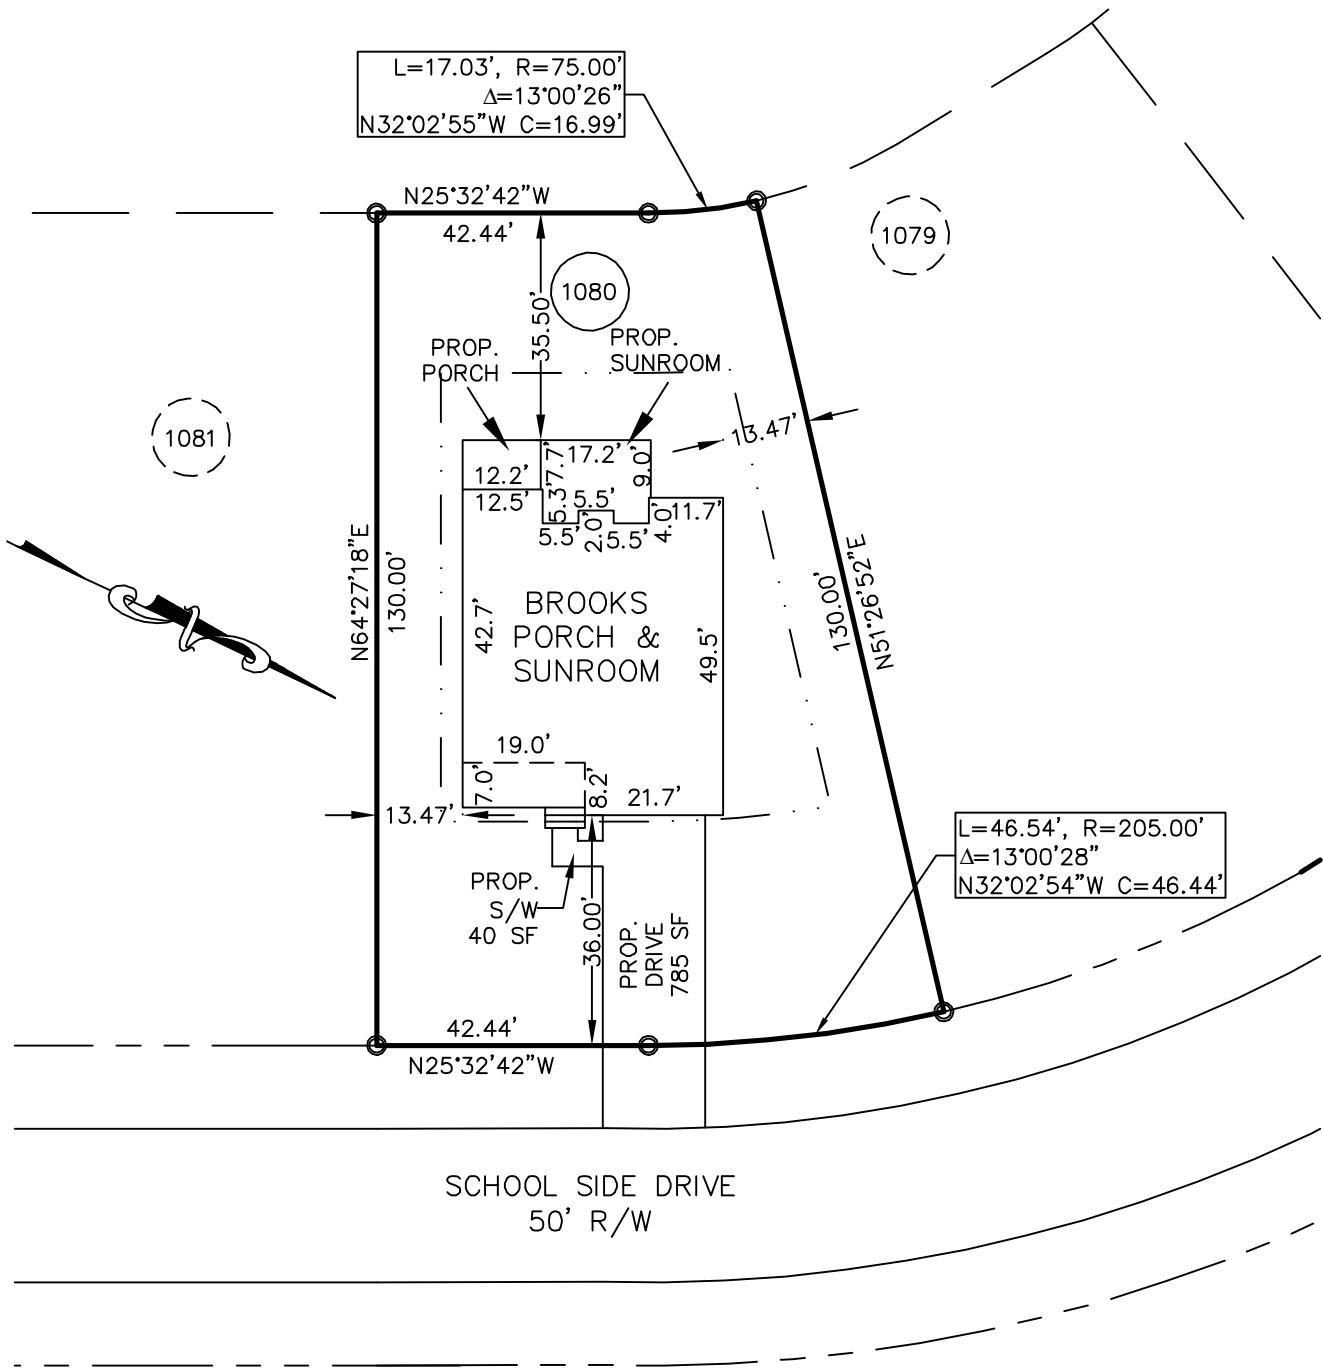 L=17.03', R=75.00'
Δ=13°00'26"
N32°02'55"W C=16.99'
N25°32'42"W
42.44'
1079
1080
35.50'
PROP.
PORCH
PROP.
SUNROOM
1081
13.47'
12.2'
7.7'
17.2'
9.0'
12.5'
5.3'
5.5'
11.7'
5.5'
2.0'
5.5'
4.0'
N64°27'18"E
130.00'
42.7'
BROOKS
PORCH &
SUNROOM
49.5'
130.00'
N51°26'52"E
19.0'
7.0'
8.2'
21.7'
13.47'
L=46.54', R=205.00'
Δ=13°00'28"
N32°02'54"W C=46.44'
PROP.
S/W
40 SF
36.00'
PROP.
DRIVE
785 SF
42.44'
N25°32'42"W
SCHOOL SIDE DRIVE
50' R/W